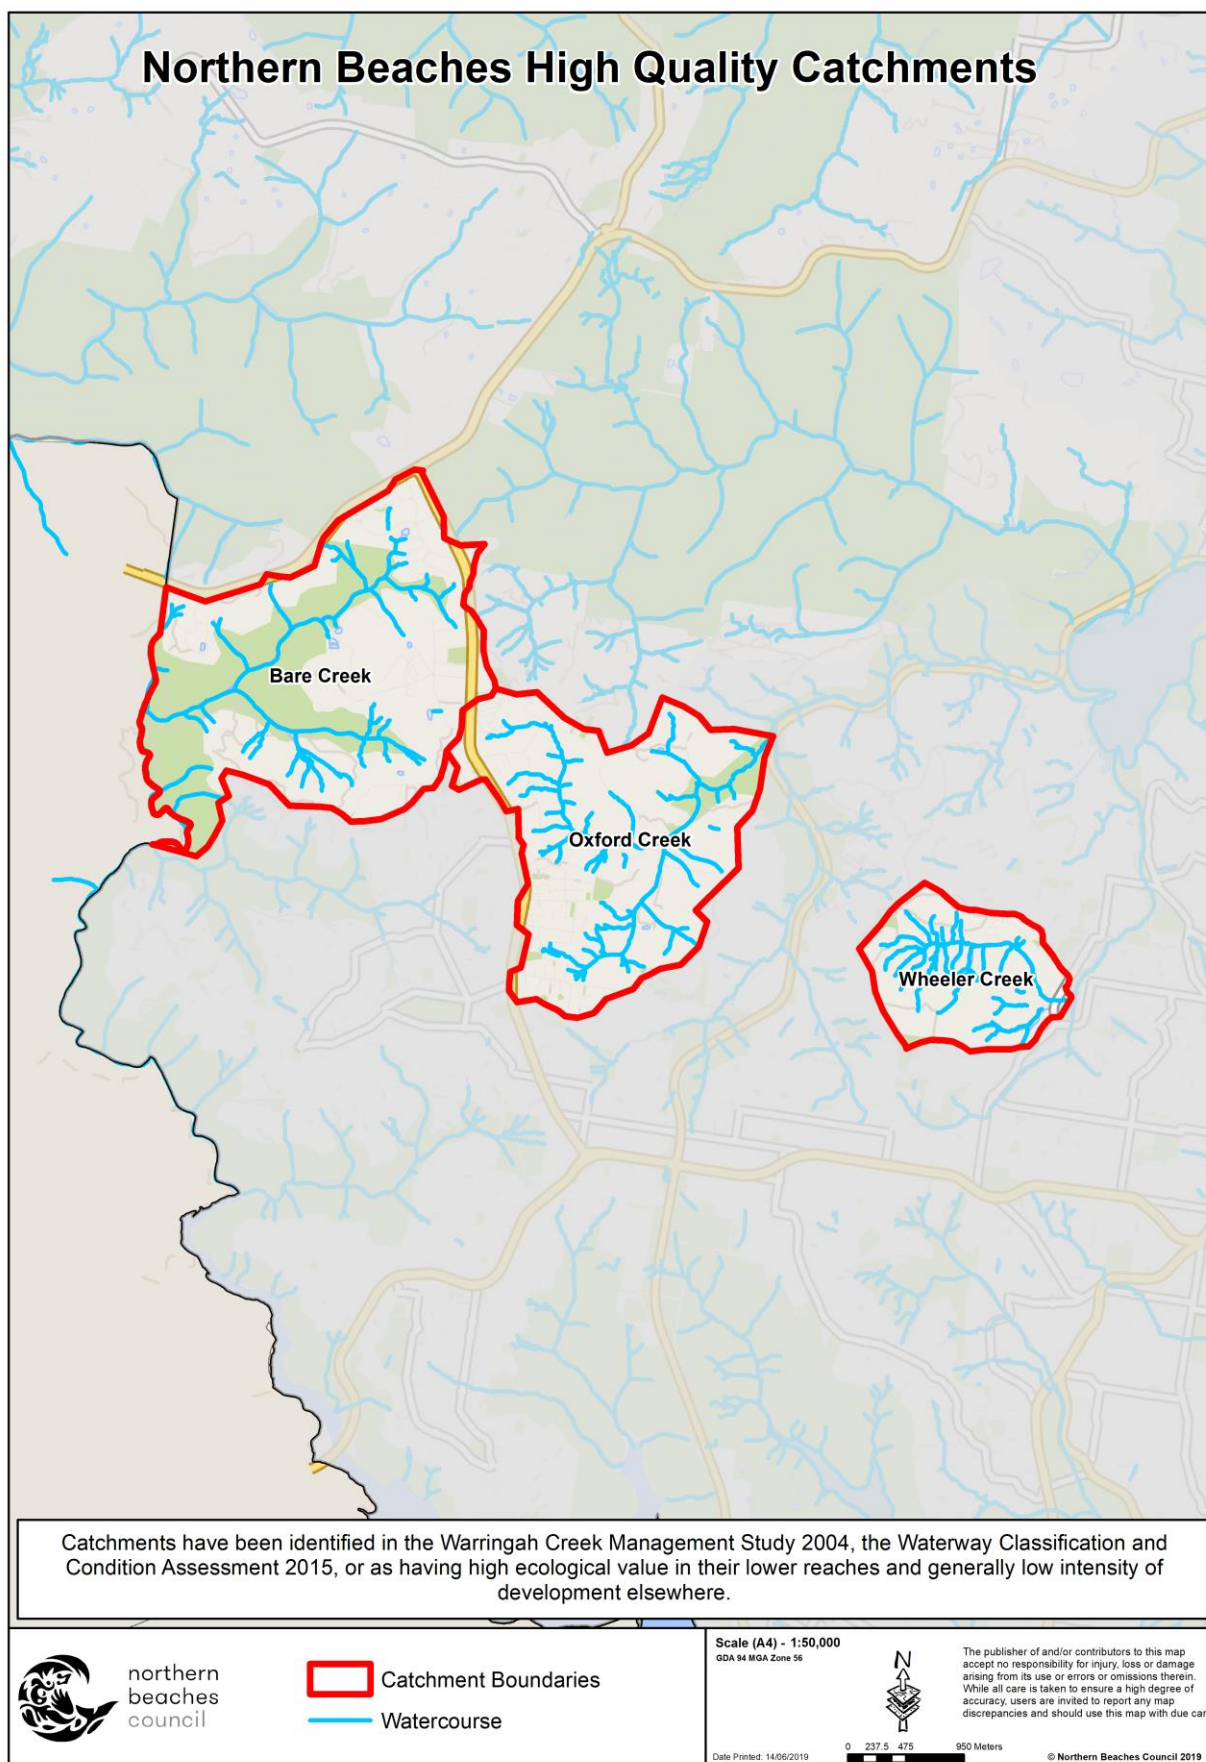 Northern Beaches High Quality Catchments
Bare Creek
Oxford Creek
Wheeler Creek
Catchments have been identified in the Warringah Creek Management Study 2004, the Waterway Classification and
Condition Assessment 2015, or as having high ecological value in their lower reaches and generally low intensity of
development elsewhere.
northern
beaches
council
Catchment Boundaries
Watercourse
Scale (A4) - 1:50,000
GDA 94 MGA Zone 56
N
0 237.5 475 950 Meters
Date Printed: 14/06/2019
The publisher of and/or contributors to this map
accept no responsibility for injury, loss or damage
arising from its use or errors or omissions therein.
While all care is taken to ensure a high degree of
accuracy, users are invited to report any map
discrepancies and should use this map with due car
© Northern Beaches Council 2019